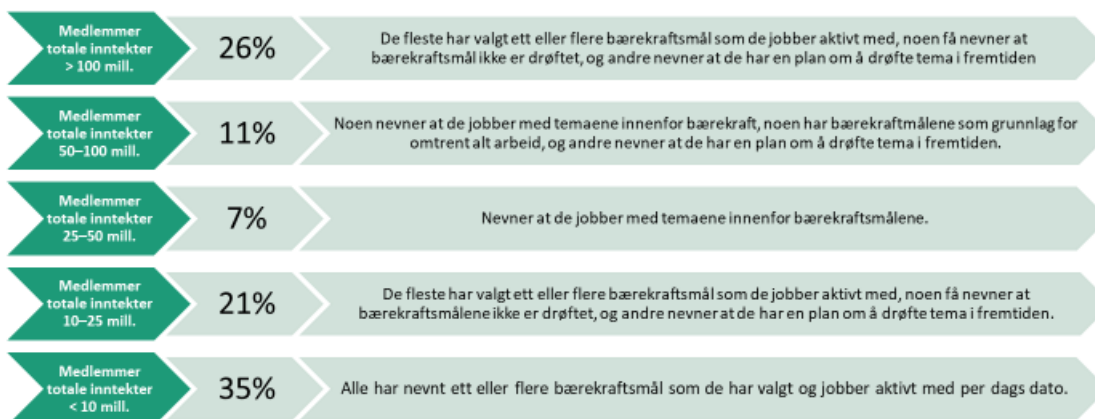 Medlemmer
totale inntekter
> 100 mill.
26%
De fleste har valgt ett eller flere bærekraftsmål som de jobber aktivt med, noen få nevner at
bærekraftsmål ikke er drøftet, og andre nevner at de har en plan om å drøfte tema i fremtiden
Medlemmer
totale inntekter
50–100 mill.
11%
Noen nevner at de jobber med temaene innenfor bærekraft, noen har bærekraftmålene som grunnlag for
omtrent alt arbeid, og andre nevner at de har en plan om å drøfte tema i fremtiden.
Medlemmer
totale inntekter
25–50 mill.
7%
Nevner at de jobber med temaene innenfor bærekraftsmålene.
Medlemmer
totale inntekter
10–25 mill.
21%
De fleste har valgt ett eller flere bærekraftsmål som de jobber aktivt med, noen få nevner at
bærekraftsmålene ikke er drøftet, og andre nevner at de har en plan om å drøfte tema i fremtiden.
Medlemmer
totale inntekter
< 10 mill.
35%
Alle har nevnt ett eller flere bærekraftsmål som de har valgt og jobber aktivt med per dags dato.